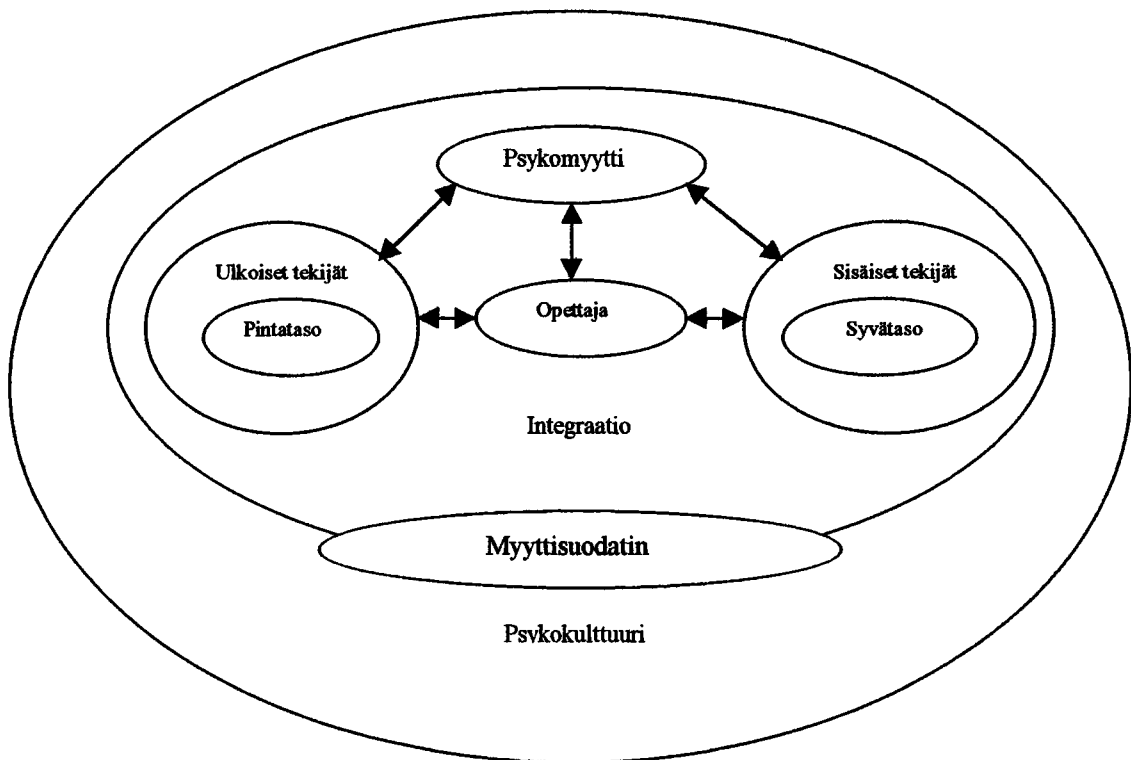 Psykomyytti
Ulkoiset tekijät
Sisäiset tekijät
Pintataso
Opettaja
Syvätaso
Integraatio
Myyttisuodatin
Psykokulttuuri